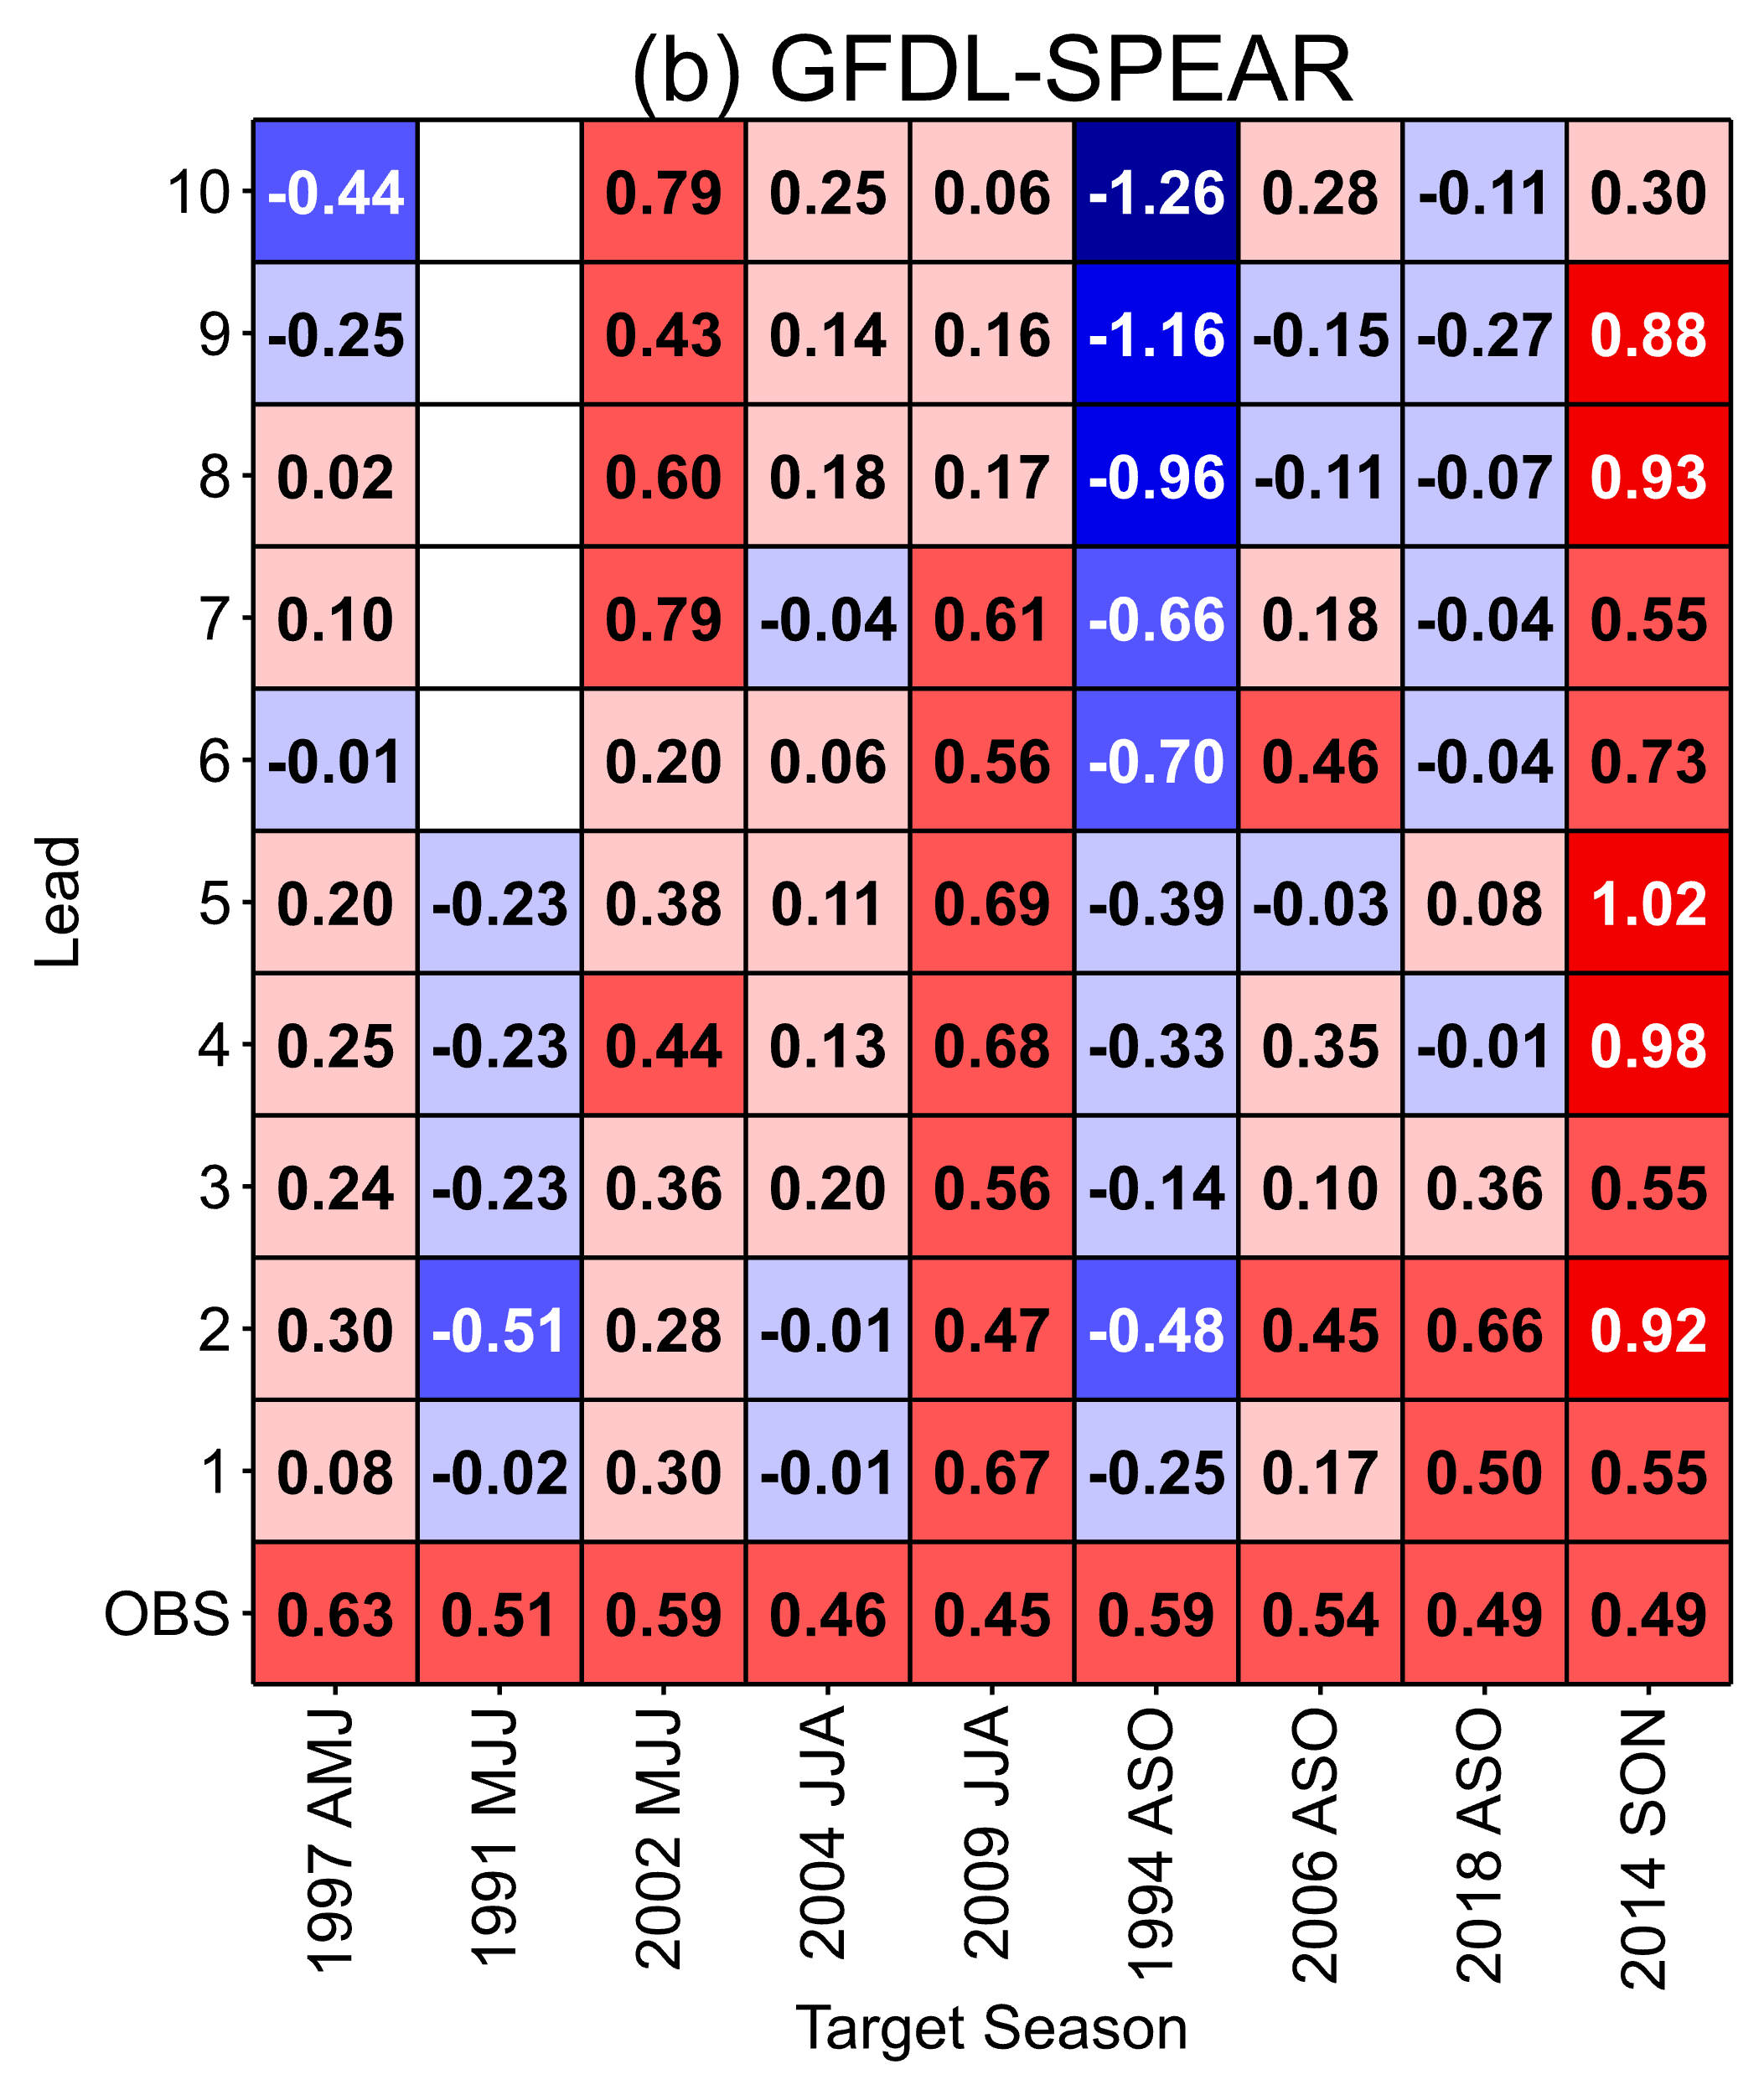 (b) GFDL-SPEAR
10 -0.44 0.79 0.25 0.06 -1.26 0.28 -0.11 0.30
9 -0.25 0.43 0.14 0.16 -1.16 -0.15 -0.27 0.88
8 0.02 0.60 0.18 0.17 -0.96 -0.11 -0.07 0.93
7 0.10 0.79 -0.04 0.61 -0.66 0.18 -0.04 0.55
6 -0.01 0.20 0.06 0.56 -0.70 0.46 -0.04 0.73
5 0.20 -0.23 0.38 0.11 0.69 -0.39 -0.03 0.08 1.02
4 0.25 -0.23 0.44 0.13 0.68 -0.33 0.35 -0.01 0.98
3 0.24 -0.23 0.36 0.20 0.56 -0.14 0.10 0.36 0.55
2 0.30 -0.51 0.28 -0.01 0.47 -0.48 0.45 0.66 0.92
1 0.08 -0.02 0.30 -0.01 0.67 -0.25 0.17 0.50 0.55
OBS 0.63 0.51 0.59 0.46 0.45 0.59 0.54 0.49 0.49
Lead
1997 AMJ
1991 MJJ
2002 MJJ
2004 JJA
2009 JJA
1994 ASO
2006 ASO
2018 ASO
2014 SON
Target Season